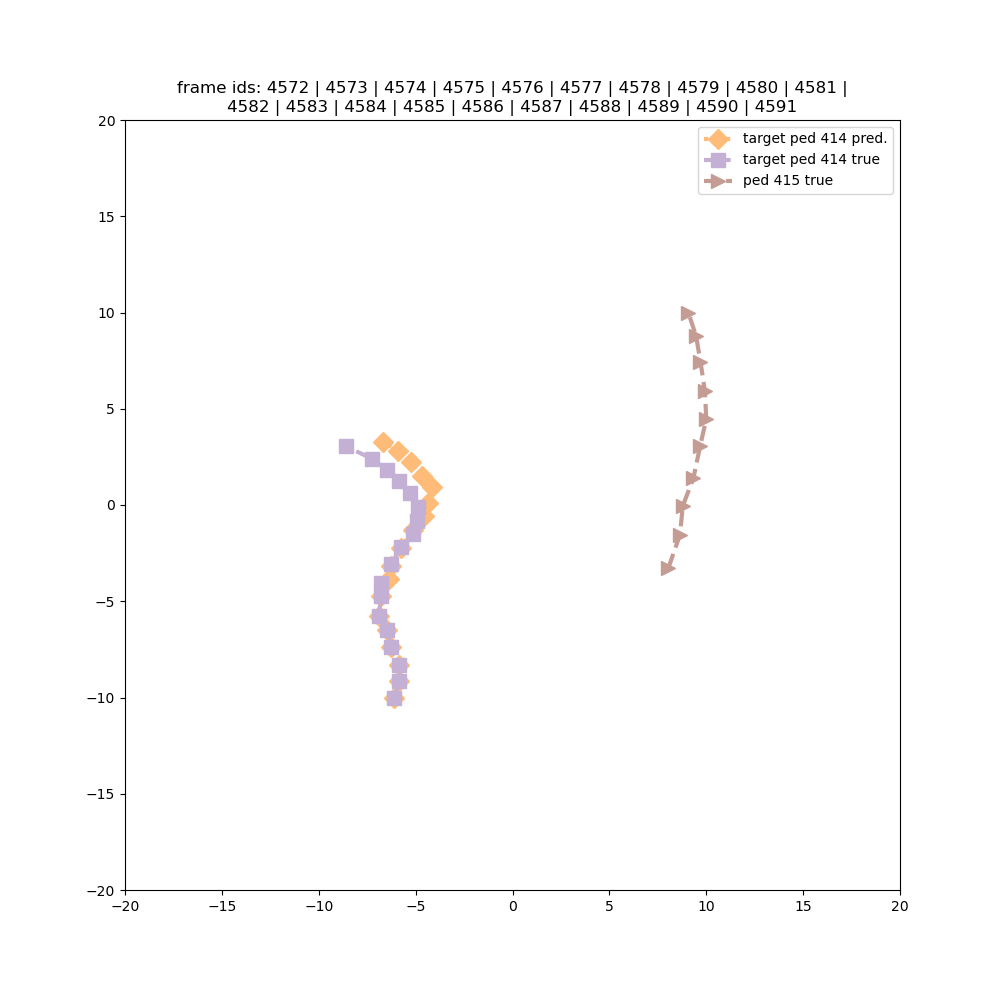 frame ids: 4572 | 4573 | 4574 | 4575 | 4576 | 4577 | 4578 | 4579 | 4580 | 4581 |
4582 | 4583 | 4584 | 4585 | 4586 | 4587 | 4588 | 4589 | 4590 | 4591
target ped 414 pred.
target ped 414 true
ped 415 true
20
15
10
5
0
−5
−10
−15
−20
−20 −15 −10 −5 0 5 10 15 20